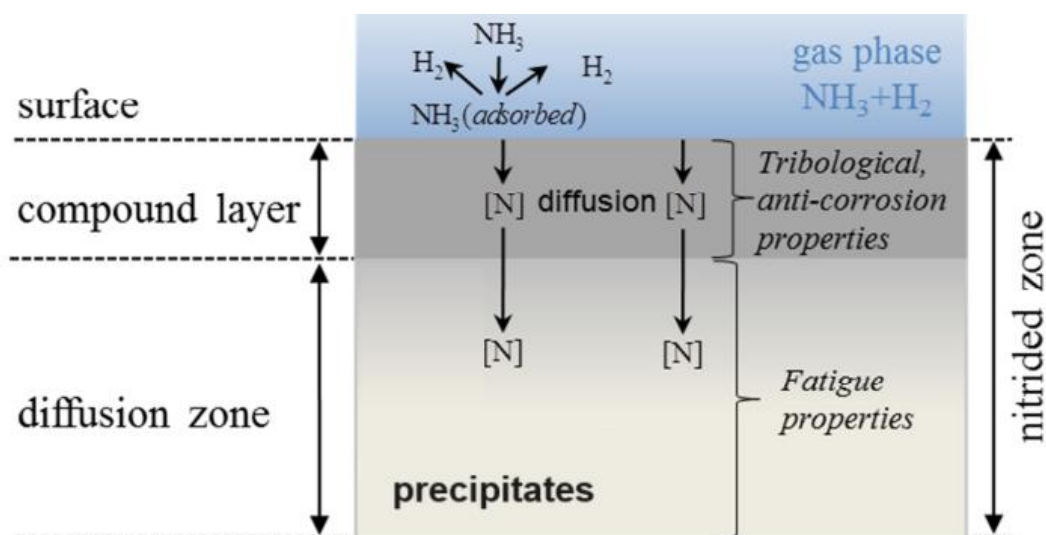 surface
compound layer
diffusion zone
NH₃
H₂
H₂
NH₃(adsorbed)
gas phase
NH₃+H₂
[N] diffusion [N]
Tribological,
anti-corrosion
properties
[N]
[N]
Fatigue
properties
precipitates
nitrided zone